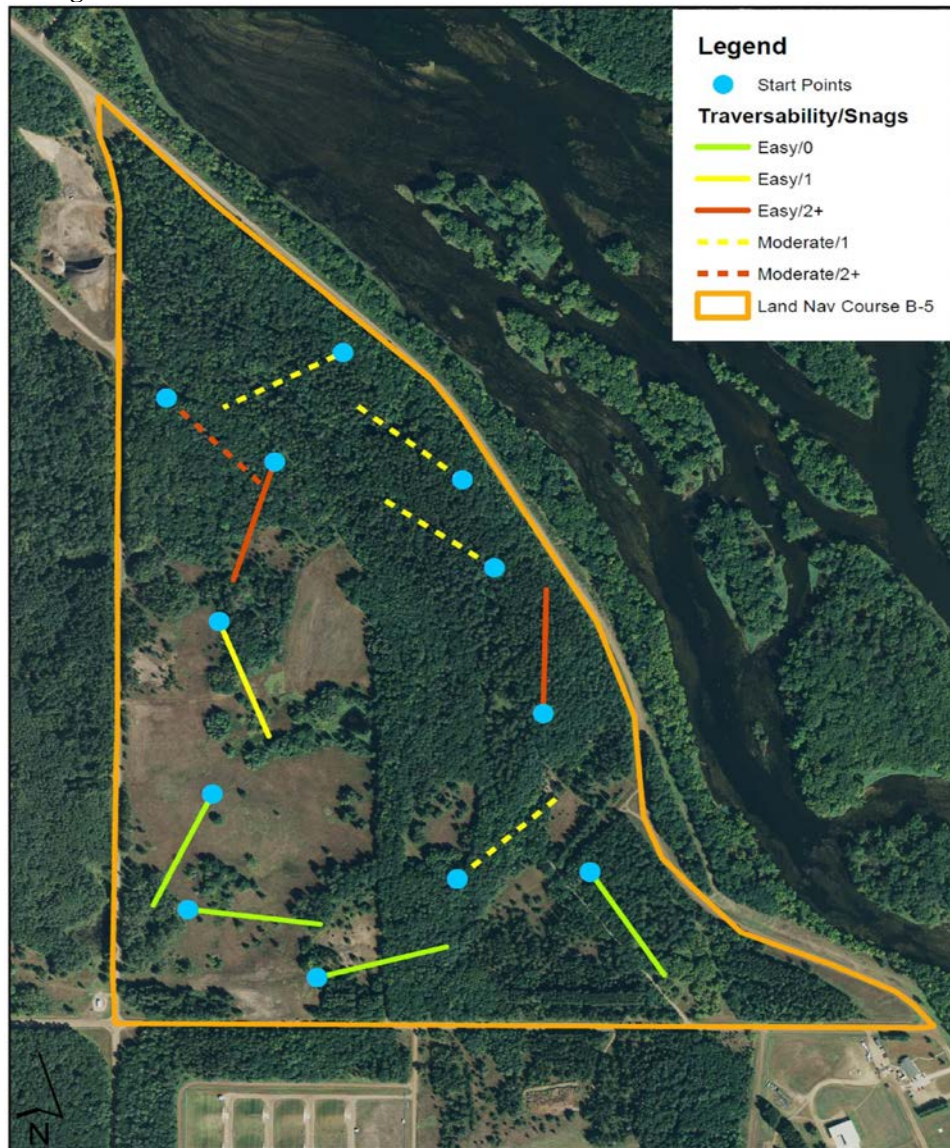 Legend
Start Points
Traversability/Snags
Easy/0
Easy/1
Easy/2+
Moderate/1
Moderate/2+
Land Nav Course B-5
N